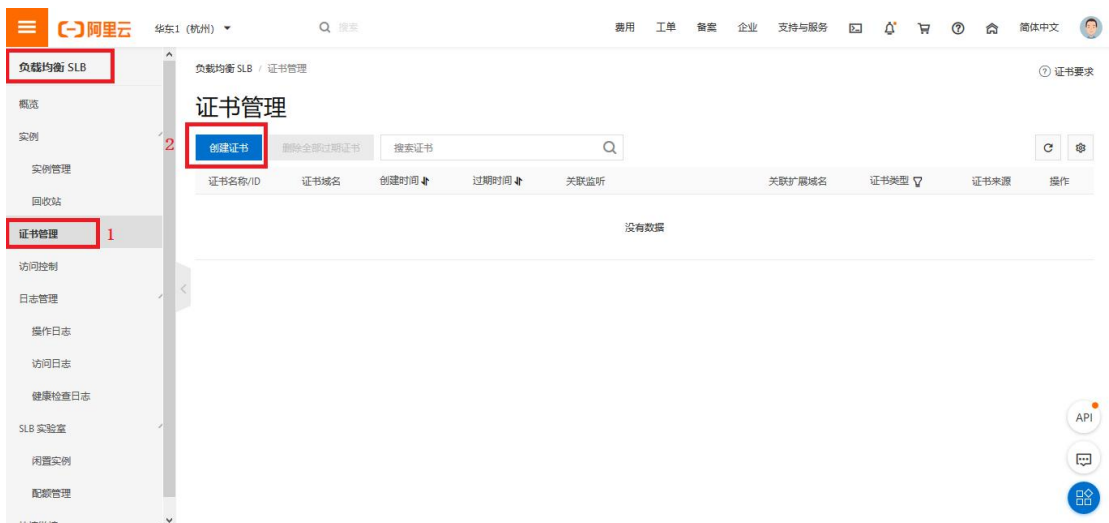 阿里云 华东1（杭州） 搜索 费用 工单 备案 企业 支持与服务 简体中文
负载均衡 SLB
负载均衡 SLB / 证书管理 证书要求
概览
证书管理
实例
2
创建证书 删除全部过期证书 搜索证书
实例管理
证书名称/ID 证书域名 创建时间 过期时间 关联监听 关联扩展域名 证书类型 证书来源 操作
回收站
没有数据
证书管理 1
访问控制
日志管理
操作日志
访问日志
健康检查日志
SLB 实验室
API
闲置实例
配额管理